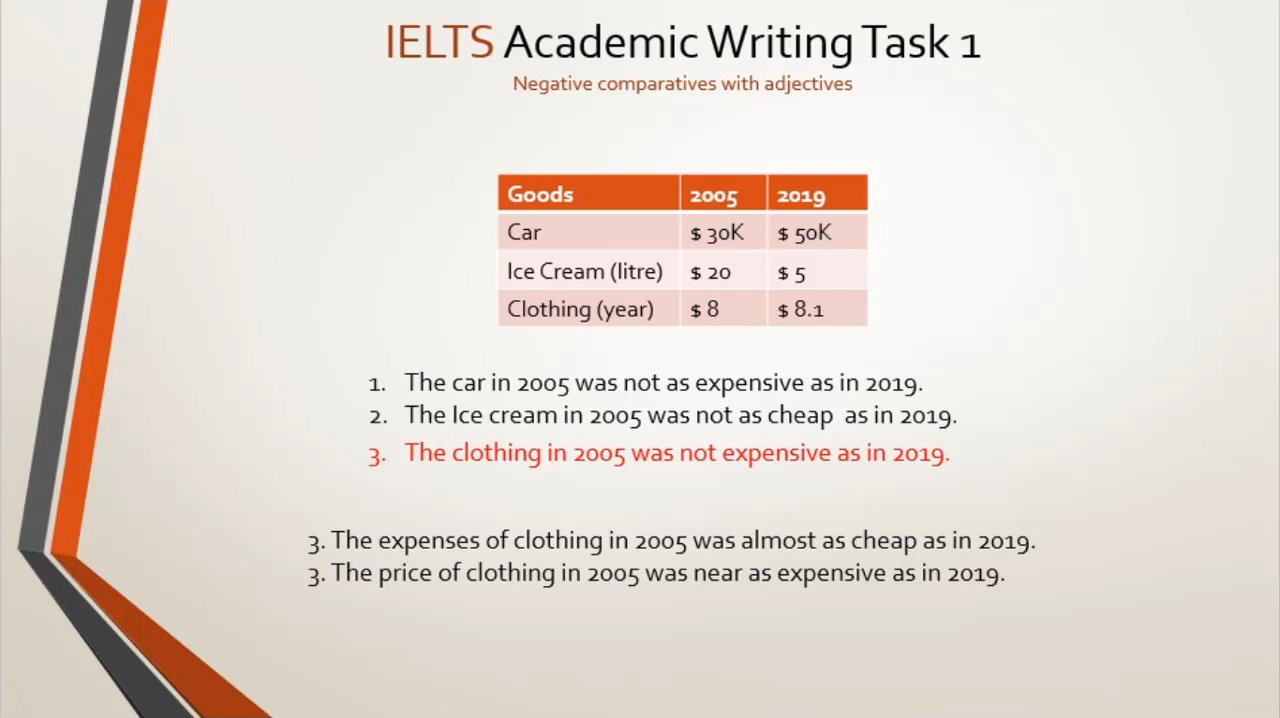 IELTS Academic Writing Task 1
Negative comparatives with adjectives
Goods 2005 2019
Car $ 30K $ 50K
Ice Cream (litre) $ 20 $ 5
Clothing (year) $ 8 $ 8.1
1. The car in 2005 was not as expensive as in 2019.
2. The Ice cream in 2005 was not as cheap as in 2019.
3. The clothing in 2005 was not expensive as in 2019.
3. The expenses of clothing in 2005 was almost as cheap as in 2019.
3. The price of clothing in 2005 was near as expensive as in 2019.